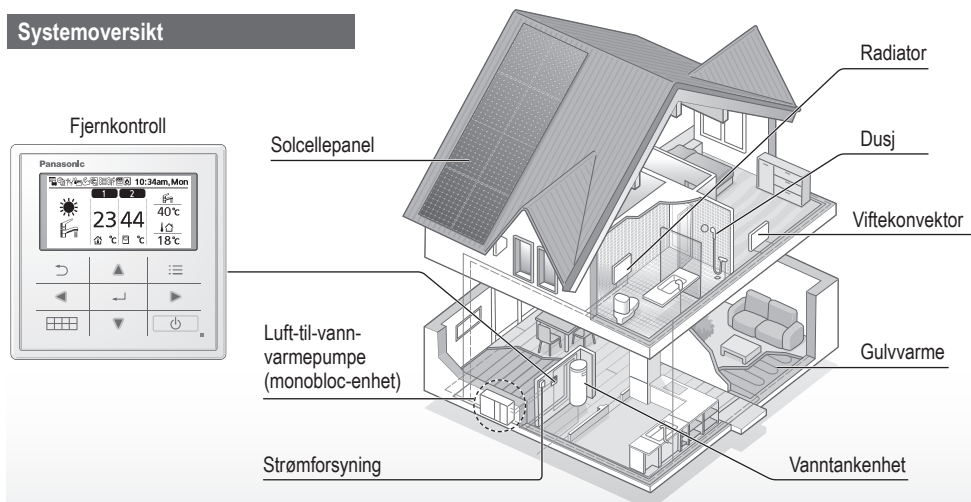 Systemoversikt
Fjernkontroll
Panasonic
10:34am, Mon
1 2
23 44
℃ ℃
40℃
18℃
Solcellepanel
Luft-til-vann-
varmepumpe
(monobloc-enhet)
Strømforsyning
Radiator
Dusj
Viftekonvektor
Gulvvarme
Vanntankenhet